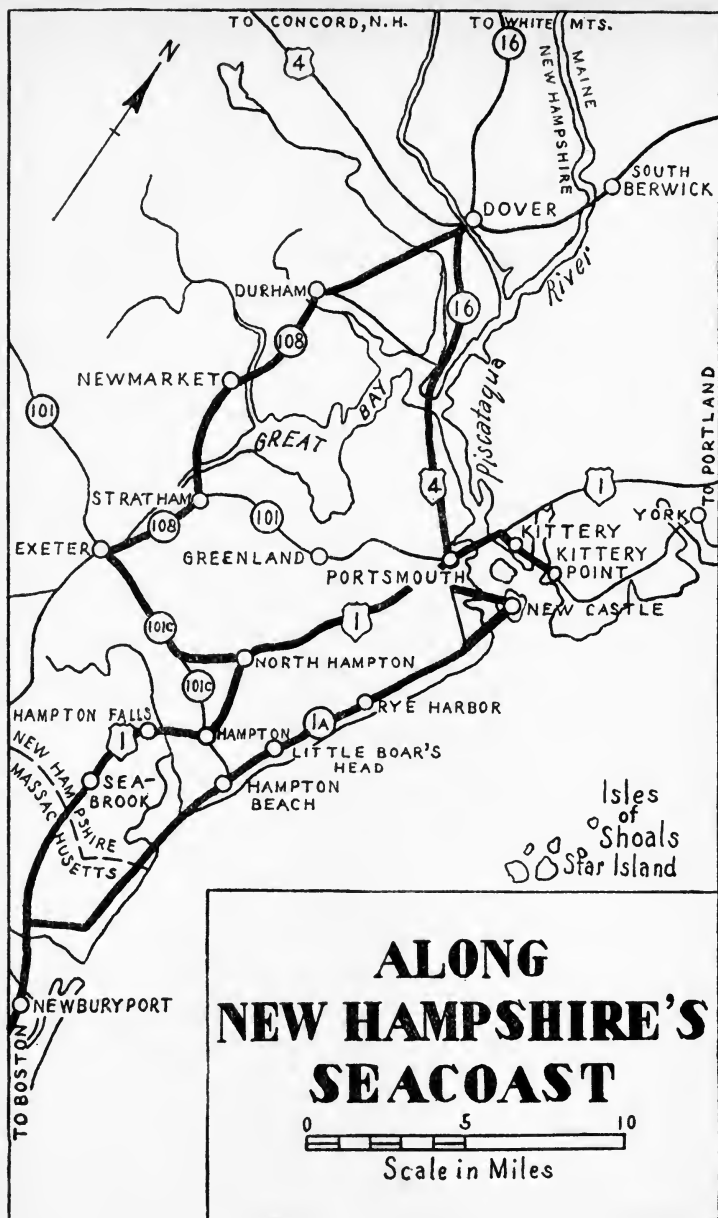 TO CONCORD, N.H.
TO WHITE MTS.
16
4
N
MAINE
NEW HAMPSHIRE
SOUTH
BERWICK
DOVER
River
DURHAM
16
108
NEWMARKET
Piscataqua
101
GREAT BAY
TO PORTLAND
4
1
STRATHAM
101
YORK
108
EXETER
GREENLAND
KITTERY
PORTSMOUTH
KITTERY
POINT
NEW CASTLE
101C
1
NORTH HAMPTON
101C
RYE HARBOR
HAMPTON FALLS
1A
1
HAMPTON
LITTLE BOAR'S
HEAD
NEW HAMPSHIRE
MASSACHUSETTS
SEA-
BROOK
HAMPTON
BEACH
Isles
of
Shoals
Star Island
NEWBURYPORT
TO BOSTON
ALONG
NEW HAMPSHIRE'S
SEACOAST
0 5 10
Scale in Miles